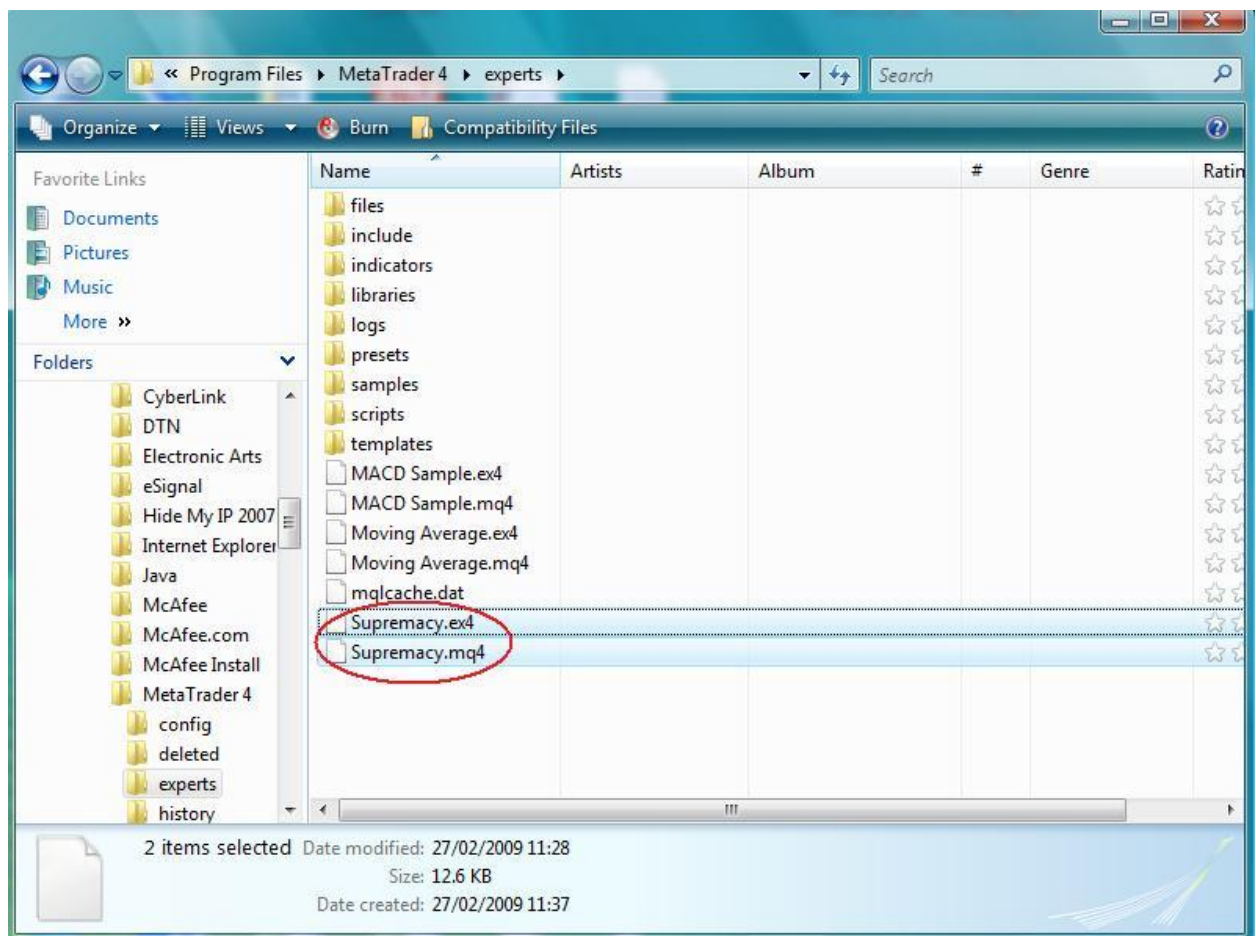 « Program Files ▸ MetaTrader 4 ▸ experts ▸ Search
Organize Views Burn Compatibility Files
Favorite Links
Documents
Pictures
Music
More »
Folders
CyberLink
DTN
Electronic Arts
eSignal
Hide My IP 2007
Internet Explorer
Java
McAfee
McAfee.com
McAfee Install
MetaTrader 4
config
deleted
experts
history
Name Artists Album # Genre Ratin
files
include
indicators
libraries
logs
presets
samples
scripts
templates
MACD Sample.ex4
MACD Sample.mq4
Moving Average.ex4
Moving Average.mq4
mqlcache.dat
Supremacy.ex4
Supremacy.mq4
2 items selected Date modified: 27/02/2009 11:28
Size: 12.6 KB
Date created: 27/02/2009 11:37